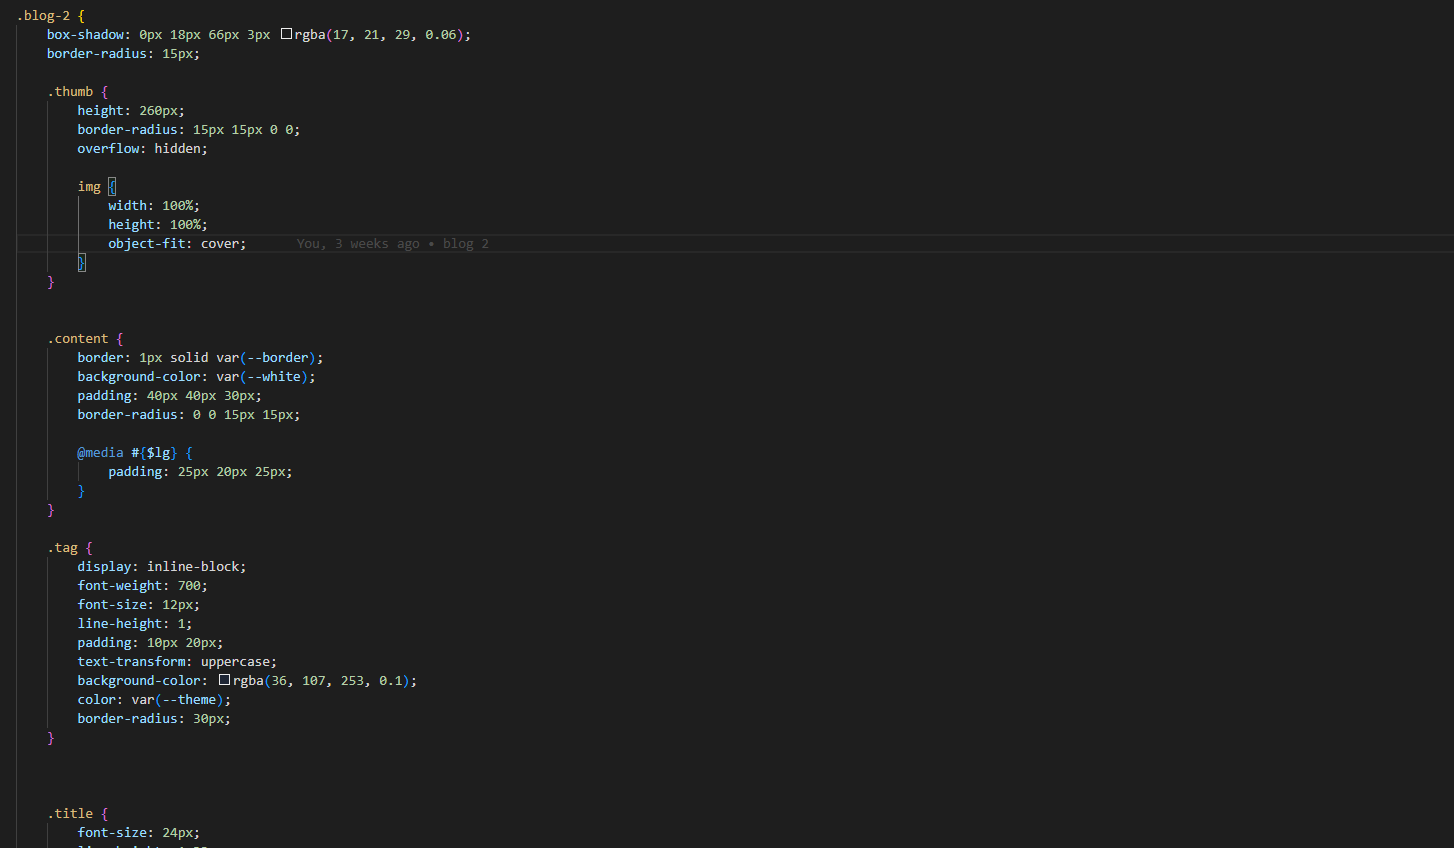 .blog-2 {
box-shadow: 0px 18px 66px 3px rgba(17, 21, 29, 0.06);
border-radius: 15px;
.thumb {
height: 260px;
border-radius: 15px 15px 0 0;
overflow: hidden;
img {
width: 100%;
height: 100%;
object-fit: cover; You, 3 weeks ago • blog 2
}
}
.content {
border: 1px solid var(--border);
background-color: var(--white);
padding: 40px 40px 30px;
border-radius: 0 0 15px 15px;
@media #{$lg} {
padding: 25px 20px 25px;
}
}
.tag {
display: inline-block;
font-weight: 700;
font-size: 12px;
line-height: 1;
padding: 10px 20px;
text-transform: uppercase;
background-color: rgba(36, 107, 253, 0.1);
color: var(--theme);
border-radius: 30px;
}
.title {
font-size: 24px;